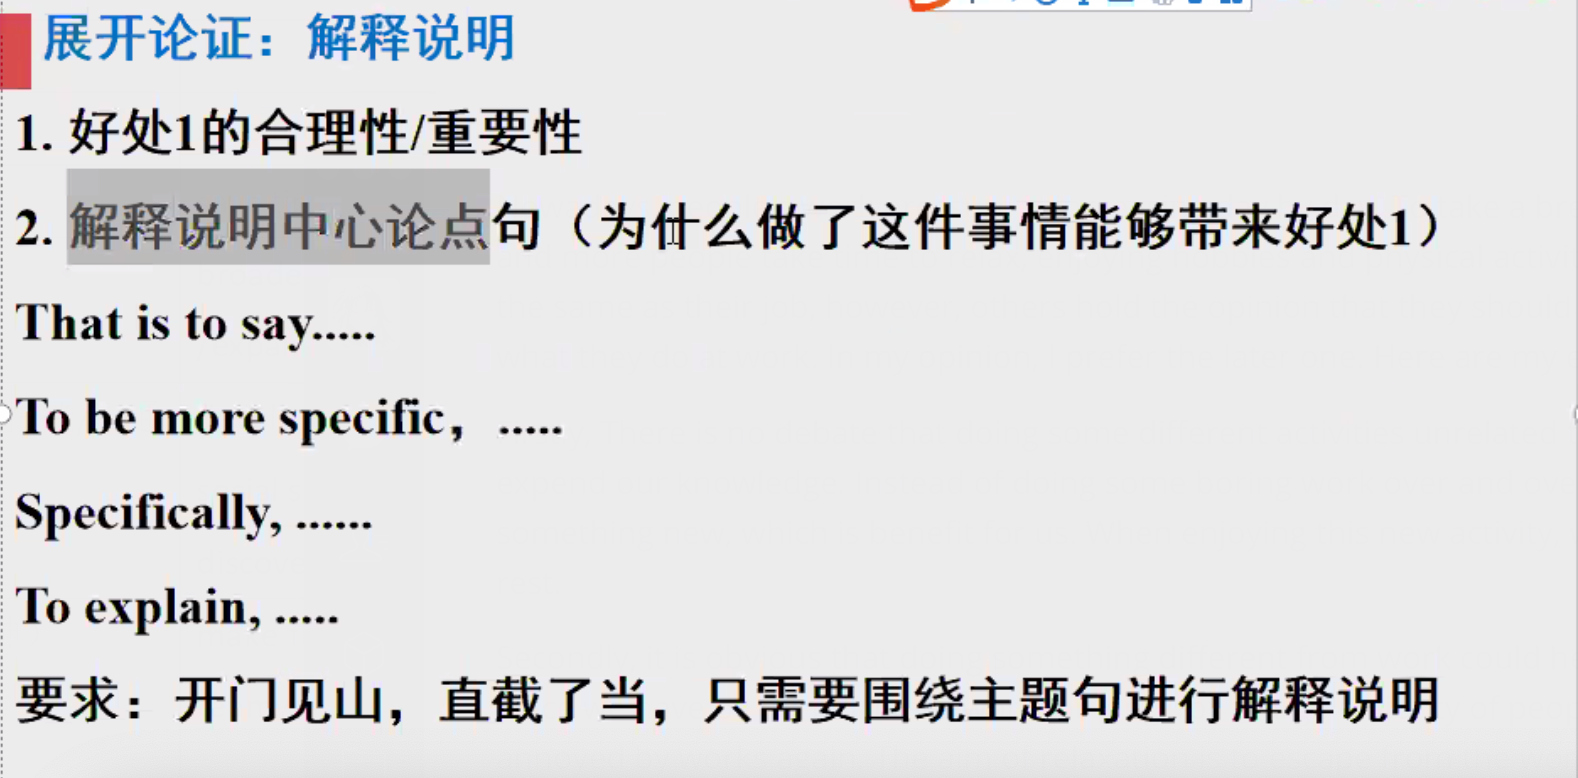 展开论证：解释说明
1. 好处1的合理性/重要性
2. 解释说明中心论点句（为什么做了这件事情能够带来好处1）
That is to say.....
To be more specific，.....
Specifically, ......
To explain, .....
要求：开门见山，直截了当，只需要围绕主题句进行解释说明